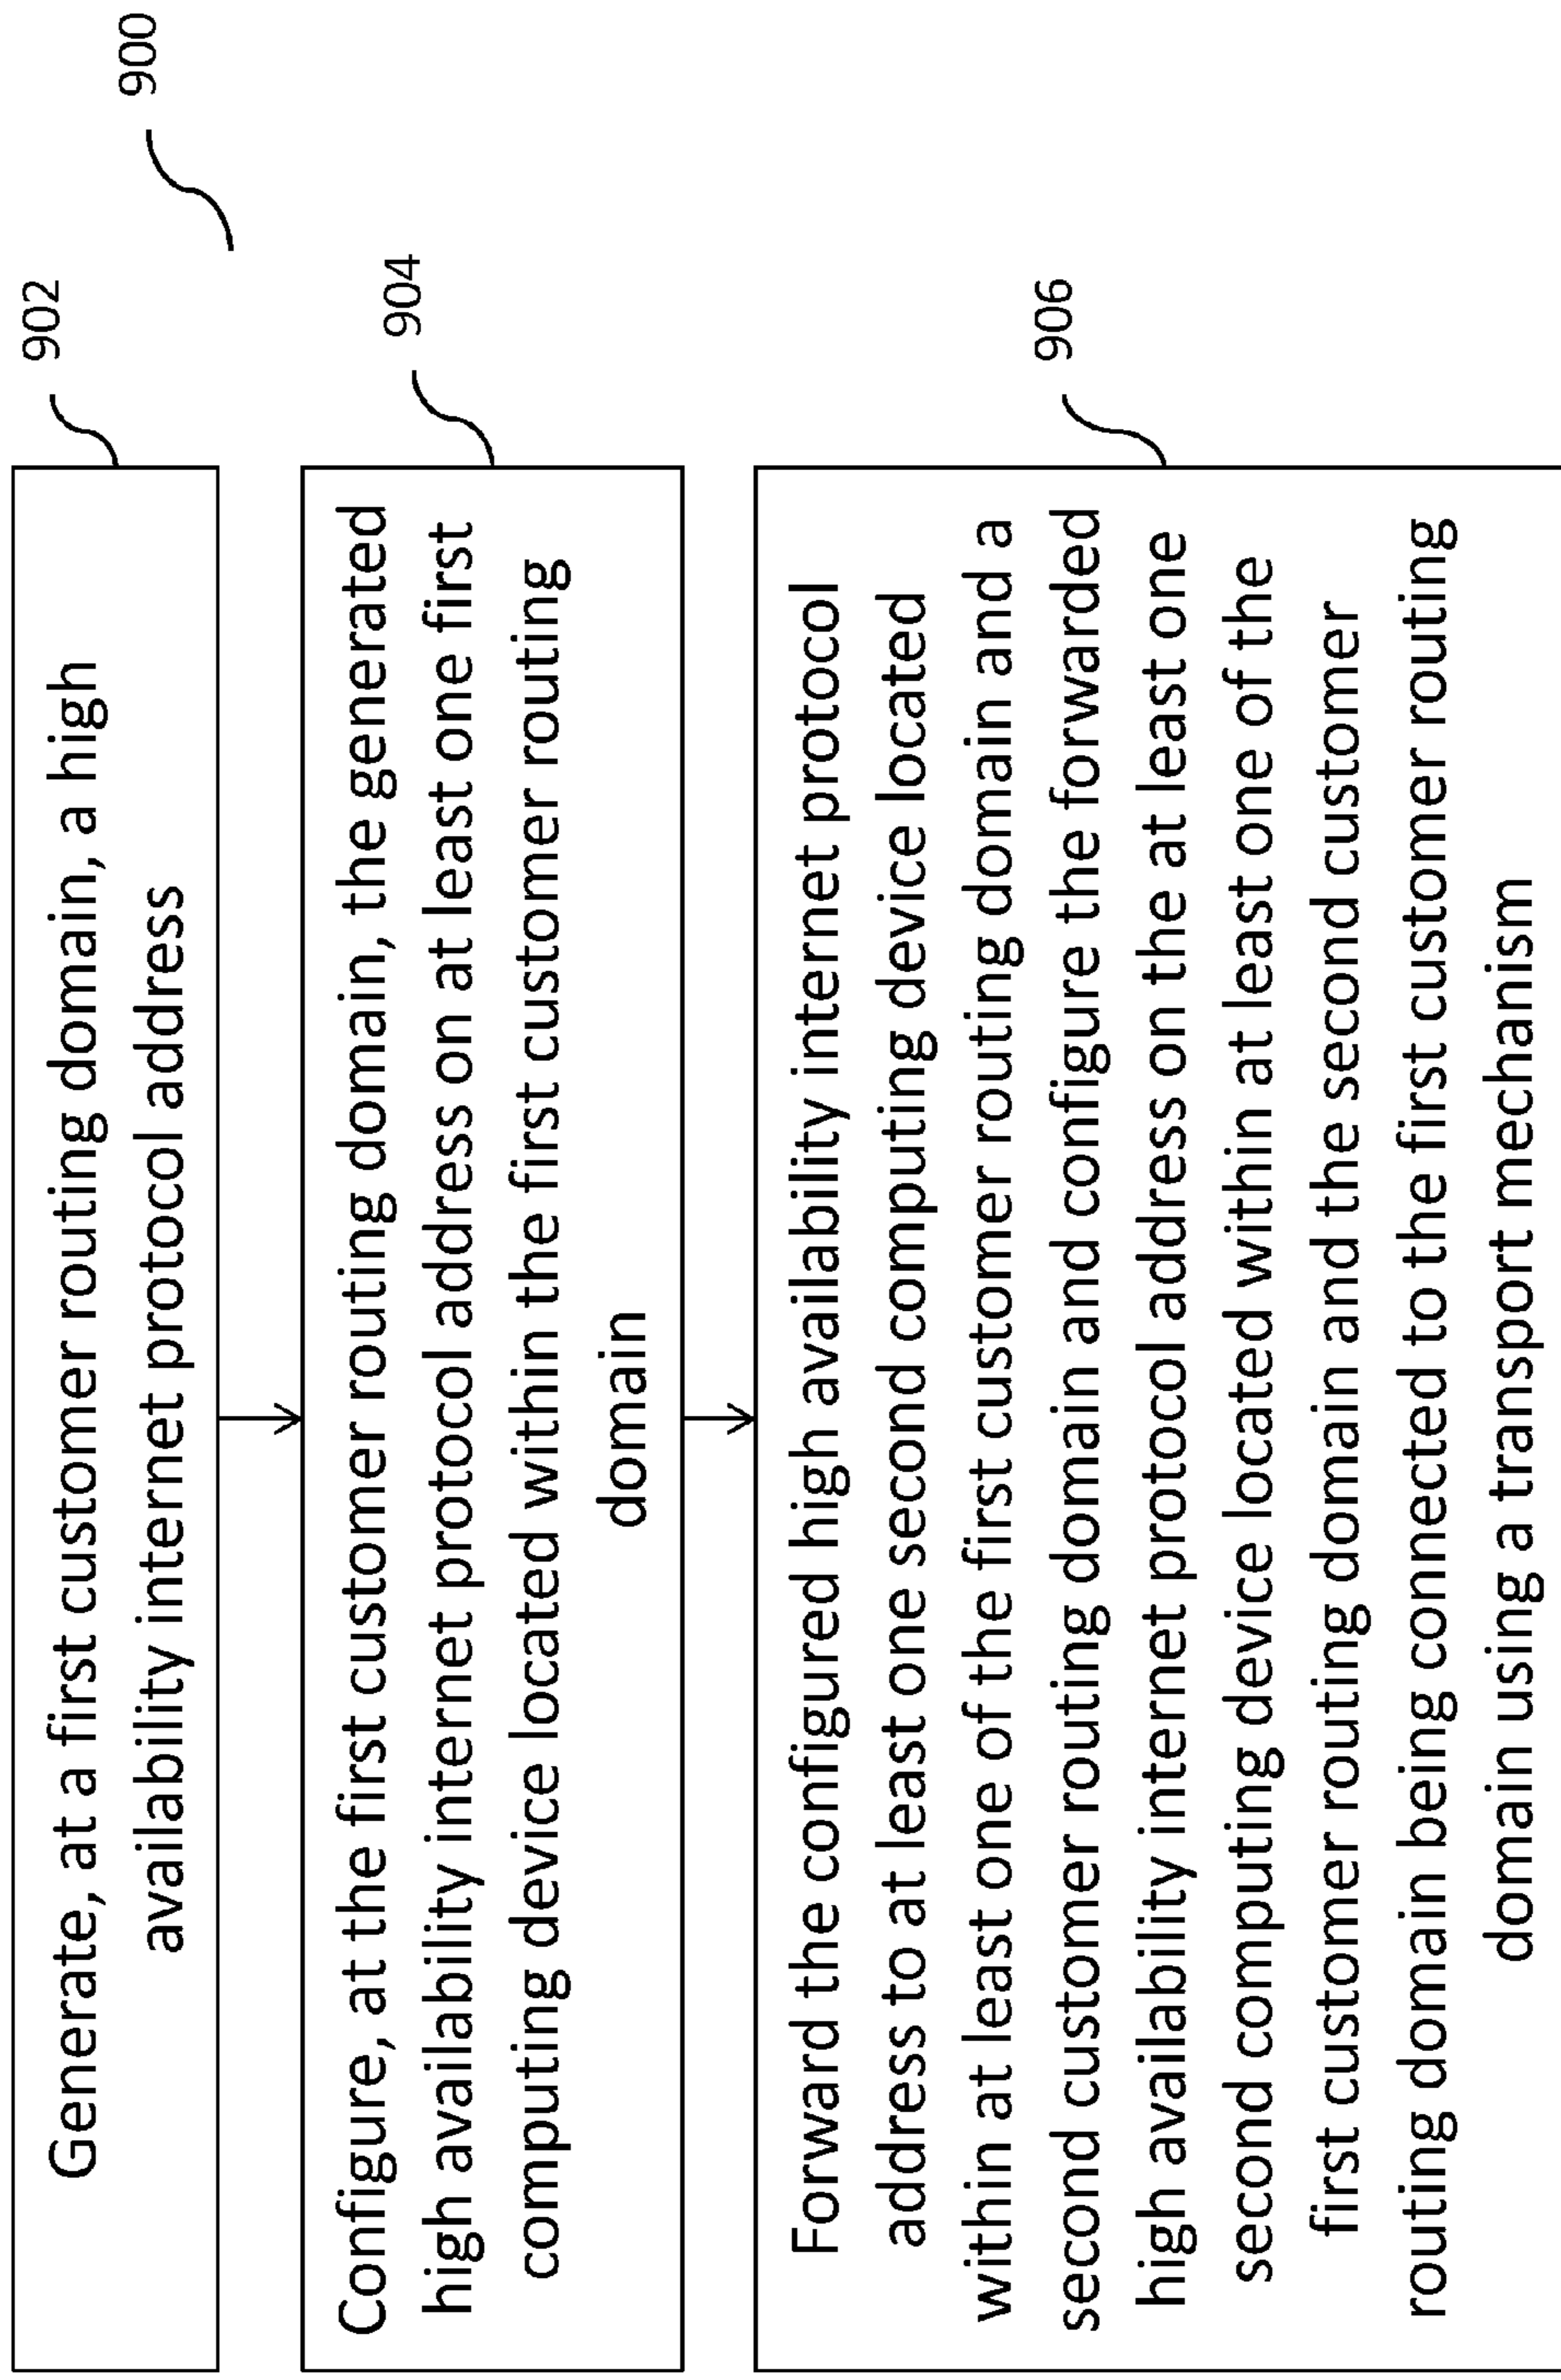 900
902
Generate, at a first customer routing domain, a high
availability internet protocol address
904
Configure, at the first customer routing domain, the generated
high availability internet protocol address on at least one first
computing device located within the first customer routing
domain
906
Forward the configured high availability internet protocol
address to at least one second computing device located
within at least one of the first customer routing domain and a
second customer routing domain and configure the forwarded
high availability internet protocol address on the at least one
second computing device located within at least one of the
first customer routing domain and the second customer
routing domain being connected to the first customer routing
domain using a transport mechanism